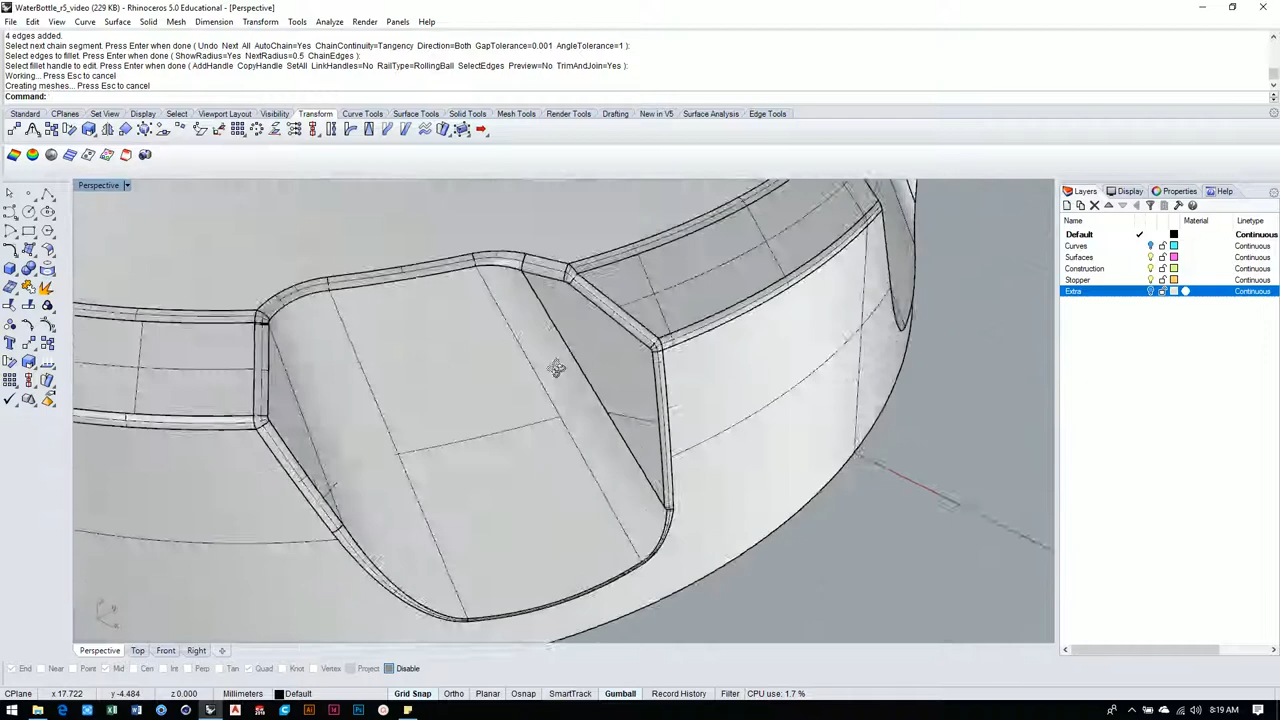 WaterBottle_r5_video (229 KB) - Rhinoceros 5.0 Educational - [Perspective]
File Edit View Curve Surface Solid Mesh Dimension Transform Tools Analyze Render Panels Help
4 edges added.
Select next chain segment. Press Enter when done ( Undo Next All AutoChain=Yes ChainContinuity=Tangency Direction=Both GapTolerance=0.001 AngleTolerance=1 ):
Select edges to fillet. Press Enter when done ( ShowRadius=Yes NextRadius=0.5 ChainEdges ):
Select fillet handle to edit. Press Enter when done ( AddHandle CopyHandle SetAll LinkHandles=No RailType=RollingBall SelectEdges Preview=No TrimAndJoin=Yes ):
Working... Press Esc to cancel
Creating meshes... Press Esc to cancel
Command:
Standard CPlanes Set View Display Select Viewport Layout Visibility Transform Curve Tools Surface Tools Solid Tools Mesh Tools Render Tools Drafting New in V5 Surface Analysis Edge Tools
Perspective
Layers Display Properties Help
Name Material Linetype
Default Continuous
Curves Continuous
Surfaces Continuous
Construction Continuous
Stopper Continuous
Extra Continuous
Perspective Top Front Right
End Near Point Mid Cen Int Perp Tan Quad Knot Vertex Project Disable
CPlane x 17.722 y -4.484 z 0.000 Millimeters Default Grid Snap Ortho Planar Osnap SmartTrack Gumball Record History Filter CPU use: 1.7 %
8:19 AM